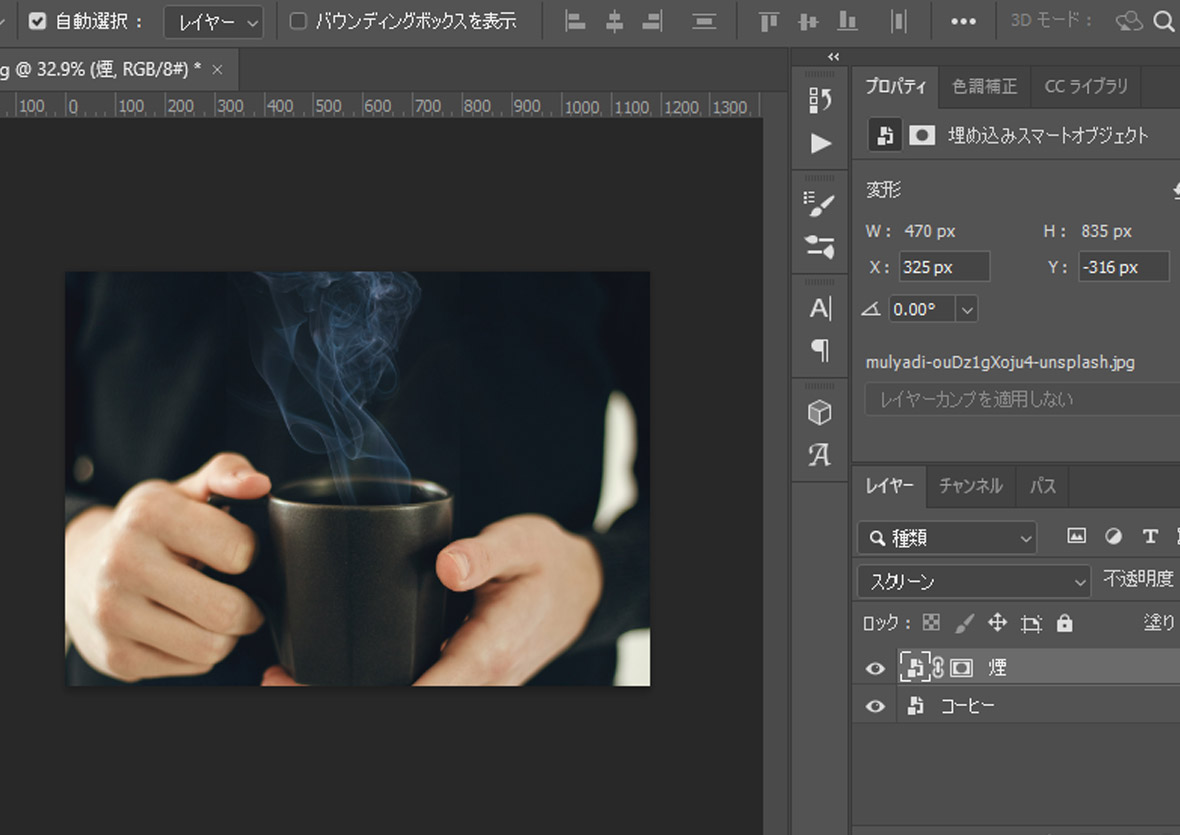 自動選択： レイヤー バウンディングボックスを表示 3D モード：
g @ 32.9% (煙, RGB/8#) * ×
100 0 100 200 300 400 500 600 700 800 900 1000 1100 1200 1300
プロパティ 色調補正 CC ライブラリ
埋め込みスマートオブジェクト
変形
W： 470 px H： 835 px
X： 325 px Y： -316 px
0.00°
mulyadi-ouDz1gXoju4-unsplash.jpg
レイヤーカンプを適用しない
レイヤー チャンネル パス
種類
スクリーン 不透明度
ロック： 塗り
煙
コーヒー